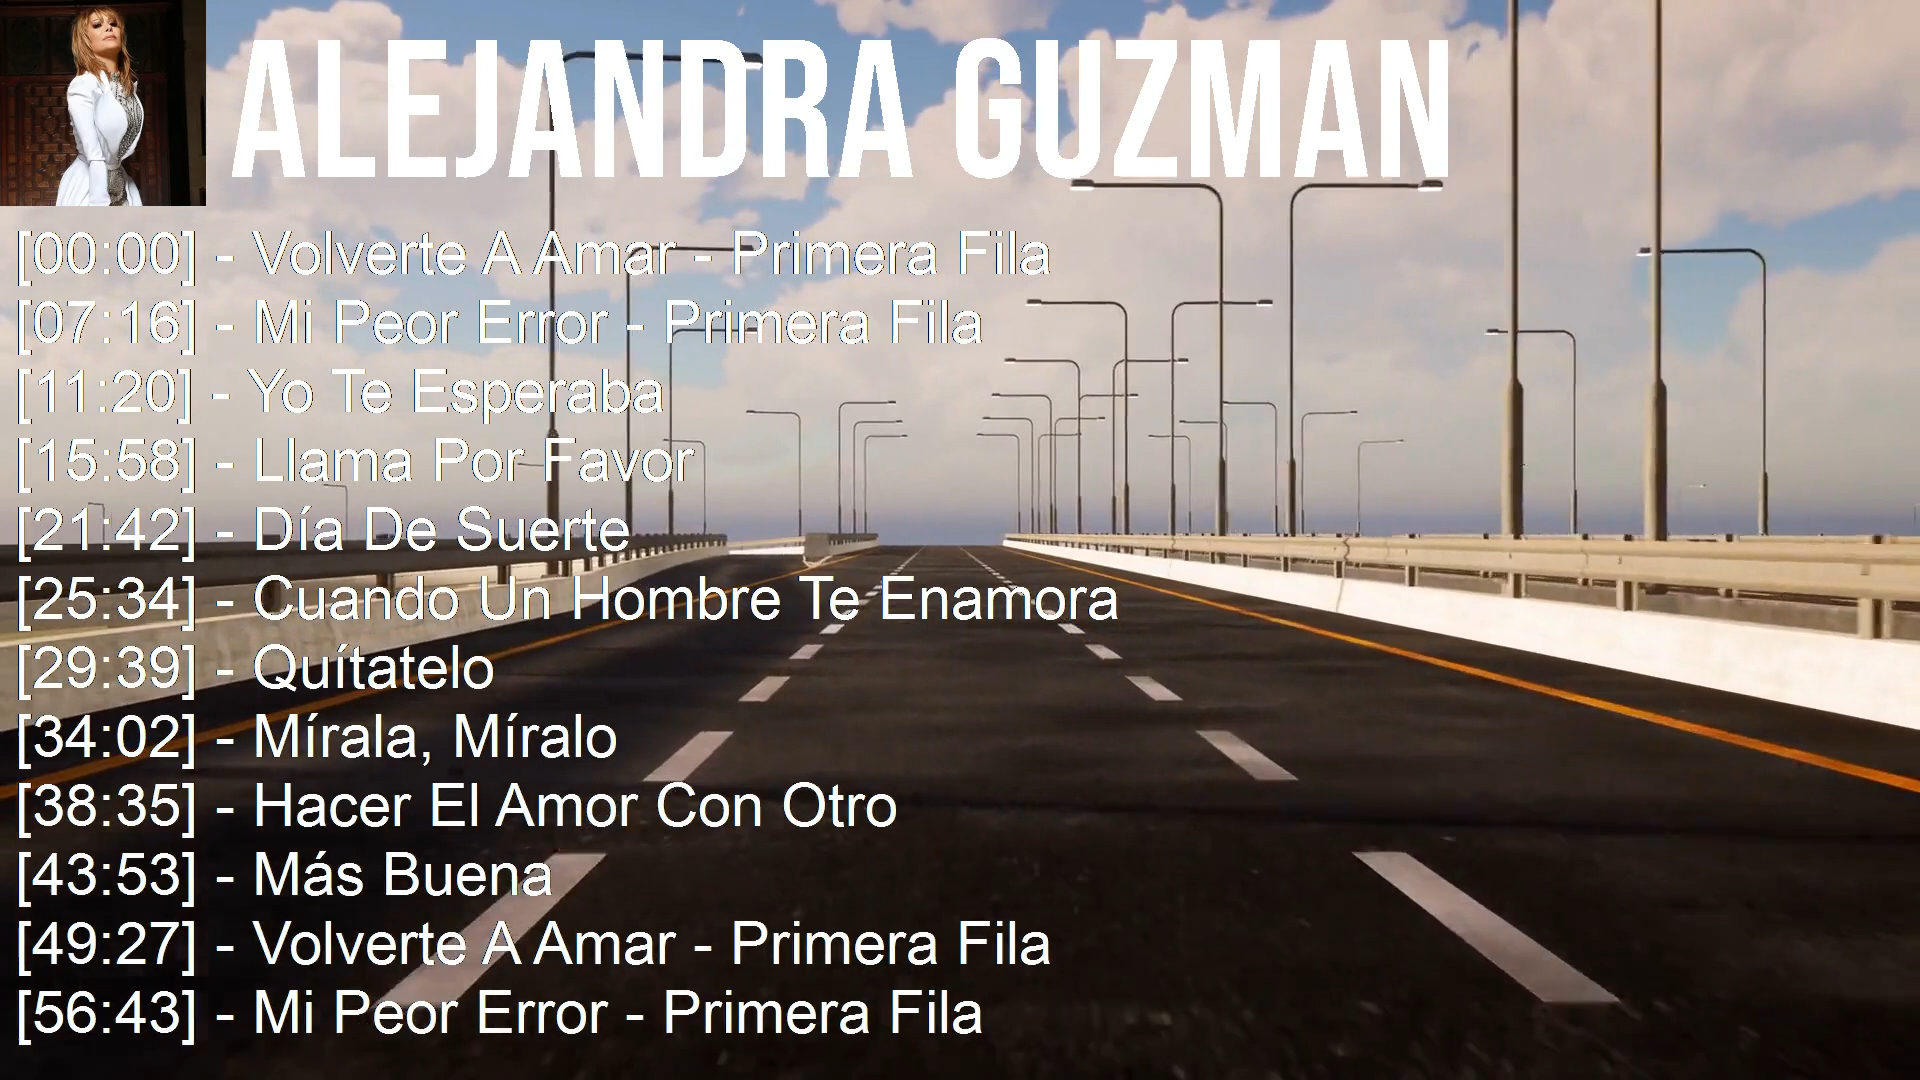 ALEJANDRA GUZMAN
[00:00] - Volverte A Amar - Primera Fila
[07:16] - Mi Peor Error - Primera Fila
[11:20] - Yo Te Esperaba
[15:58] - Llama Por Favor
[21:42] - Día De Suerte
[25:34] - Cuando Un Hombre Te Enamora
[29:39] - Quítatelo
[34:02] - Mírala, Míralo
[38:35] - Hacer El Amor Con Otro
[43:53] - Más Buena
[49:27] - Volverte A Amar - Primera Fila
[56:43] - Mi Peor Error - Primera Fila